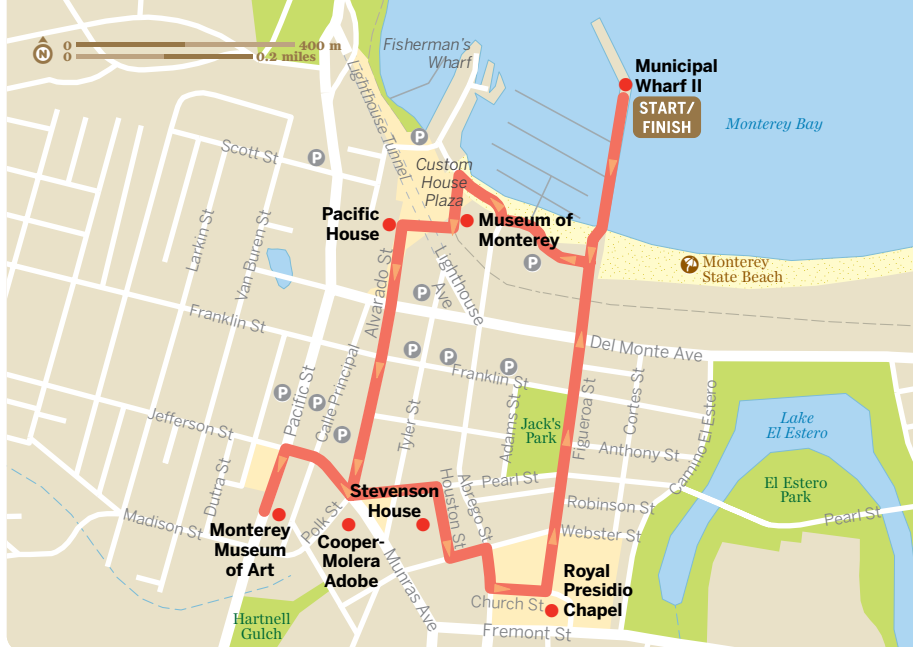 N
0
400 m
0
0.2 miles
Fisherman's
Wharf
Municipal
Wharf II
START/
FINISH
Monterey Bay
Lighthouse Tunnel
P
Scott St
P
Custom
House
Plaza
Pacific
House
Museum of
Monterey
P
Monterey
State Beach
Larkin St
Van Buren St
Alvarado St
Lighthouse
Ave
P
Franklin St
Del Monte Ave
P
P
P
Franklin St
Pacific St
Calle Principal
P
P
P
Tyler St
Adams St
Jack's
Park
Figueroa St
Cortes St
Camino El Estero
Lake
El Estero
Jefferson St
Anthony St
Dutra St
Pearl St
El Estero
Park
Pearl St
Stevenson
House
Houston St
Abrego St
Robinson St
Webster St
Madison St
Polk St
Monterey
Museum
of Art
Cooper-
Molera
Adobe
Munras Ave
Royal
Presidio
Chapel
Church St
Hartnell
Gulch
Fremont St